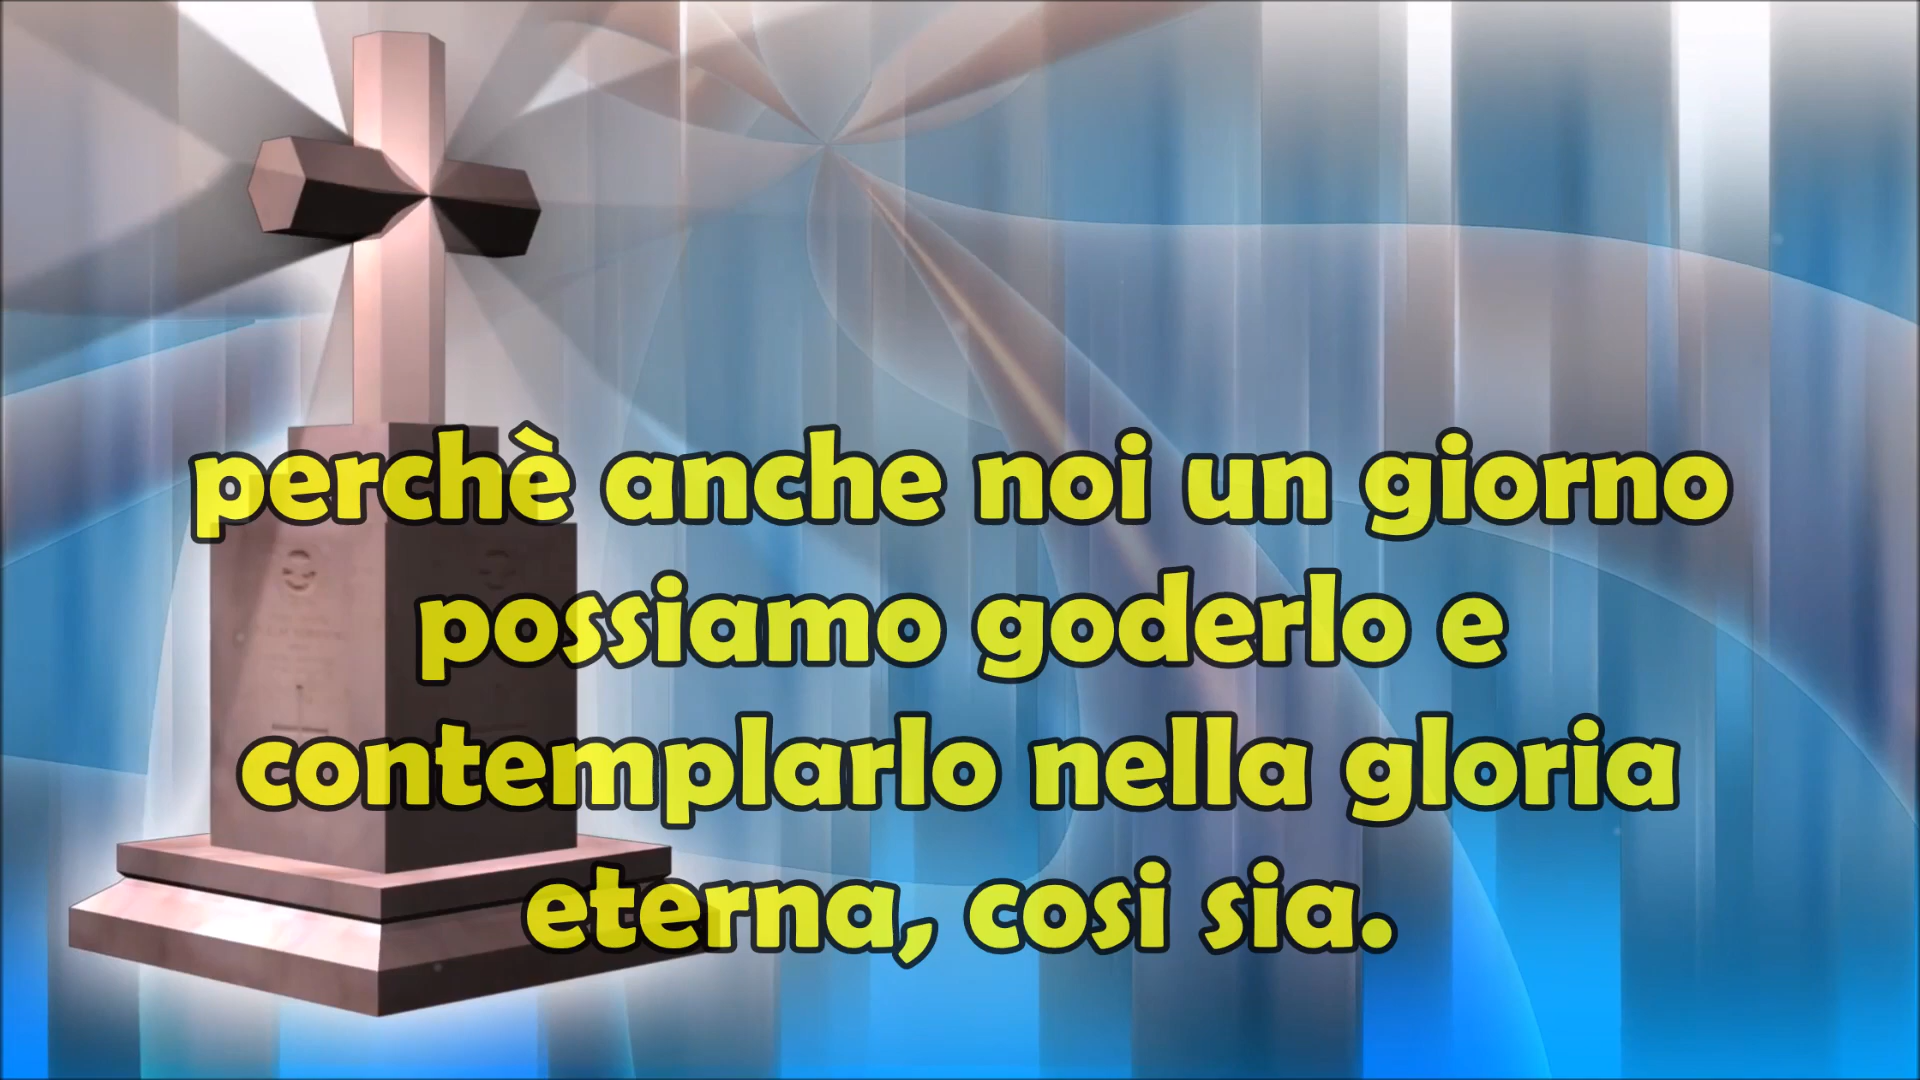 perchè anche noi un giorno
possiamo goderlo e
contemplarlo nella gloria
eterna, cosi sia.